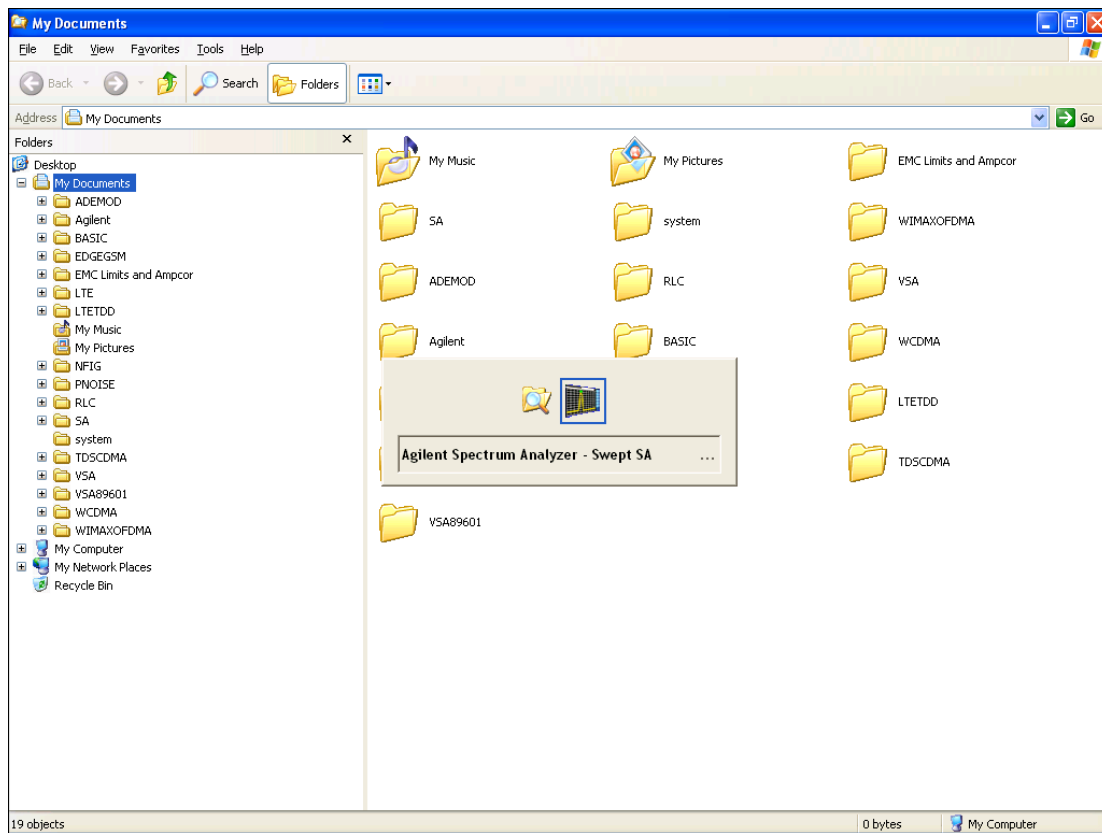 My Documents
File Edit View Favorites Tools Help
Back Search Folders
Address My Documents Go
Folders
Desktop
My Documents
ADEMOD
Agilent
BASIC
EDGEGSM
EMC Limits and Ampcor
LTE
LTETDD
My Music
My Pictures
NFIG
PNOISE
RLC
SA
system
TDSCDMA
VSA
VSA89601
WCDMA
WIMAXOFDMA
My Computer
My Network Places
Recycle Bin
My Music My Pictures EMC Limits and Ampcor
SA system WIMAXOFDMA
ADEMOD RLC VSA
Agilent BASIC WCDMA
LTETDD
Agilent Spectrum Analyzer - Swept SA ...
TDSCDMA
VSA89601
19 objects 0 bytes My Computer